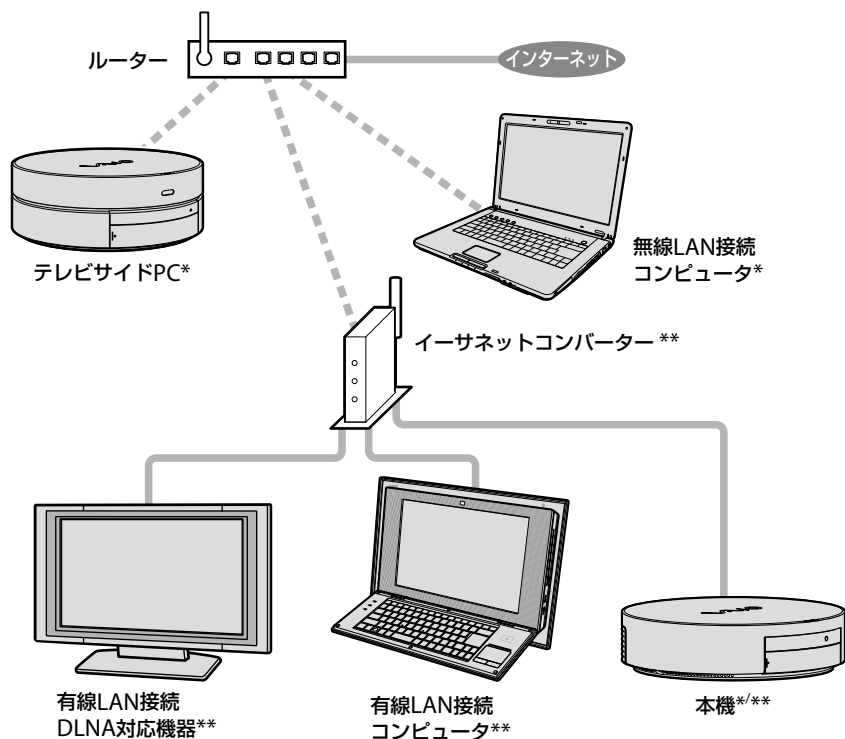 ルーター
インターネット
VAIO
テレビサイドPC*
無線LAN接続
コンピュータ*
イーサネットコンバーター **
VAIO
有線LAN接続
DLNA対応機器**
有線LAN接続
コンピュータ**
本機*/**